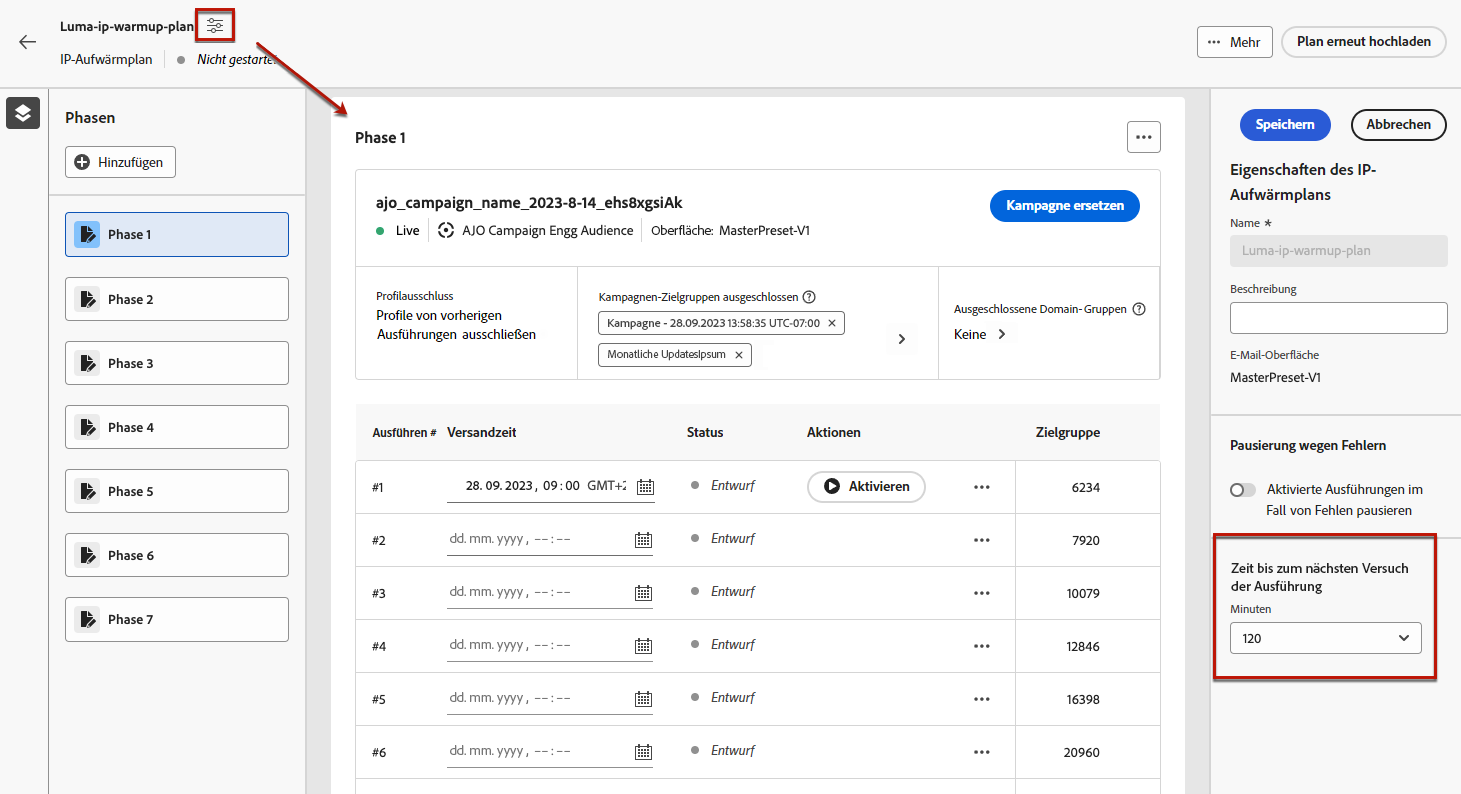 Luma-ip-warmup-plan
IP-Aufwärmplan
Nicht gestartet
Mehr
Plan erneut hochladen
Phasen
Hinzufügen
Phase 1
Phase 2
Phase 3
Phase 4
Phase 5
Phase 6
Phase 7
Phase 1
ajo_campaign_name_2023-8-14_ehs8xgsiAk
Kampagne ersetzen
Live AJO Campaign Engg Audience Oberfläche: MasterPreset-V1
Profilausschluss
Profile von vorherigen
Ausführungen ausschließen
Kampagnen-Zielgruppen ausgeschlossen
Kampagne - 28.09.2023 13:58:35 UTC-07:00
Monatliche UpdatesIpsum
Ausgeschlossene Domain-Gruppen
Keine
Ausführen # Versandzeit Status Aktionen Zielgruppe
#1 28.09.2023, 09:00 GMT+2 Entwurf Aktivieren 6234
#2 dd. mm. yyyy, --:-- Entwurf 7920
#3 dd. mm. yyyy, --:-- Entwurf 10079
#4 dd. mm. yyyy, --:-- Entwurf 12846
#5 dd. mm. yyyy, --:-- Entwurf 16398
#6 dd. mm. yyyy, --:-- Entwurf 20960
Speichern
Abbrechen
Eigenschaften des IP-
Aufwärmplans
Name *
Luma-ip-warmup-plan
Beschreibung
E-Mail-Oberfläche
MasterPreset-V1
Pausierung wegen Fehlern
Aktivierte Ausführungen im
Fall von Fehlen pausieren
Zeit bis zum nächsten Versuch
der Ausführung
Minuten
120